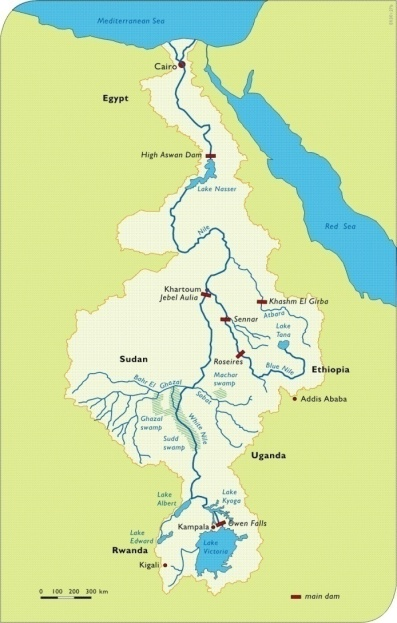 Mediterranean Sea
Cairo
Egypt
High Aswan Dam
Lake Nasser
Red Sea
Nile
Khartoum
Jebel Aulia
Khashm El Girba
Atbara
Sennar
Lake
Tana
Roseires
Sudan
Machar
swamp
Blue Nile
Ethiopia
Bahr El Ghazal
Sobat
Addis Ababa
Ghazal
swamp
White Nile
Sudd
swamp
Uganda
Lake
Albert
Lake
Kyoga
Kampala
Owen Falls
Lake
Edward
Lake
Victoria
Rwanda
Kigali
0 100 200 300 km
main dam